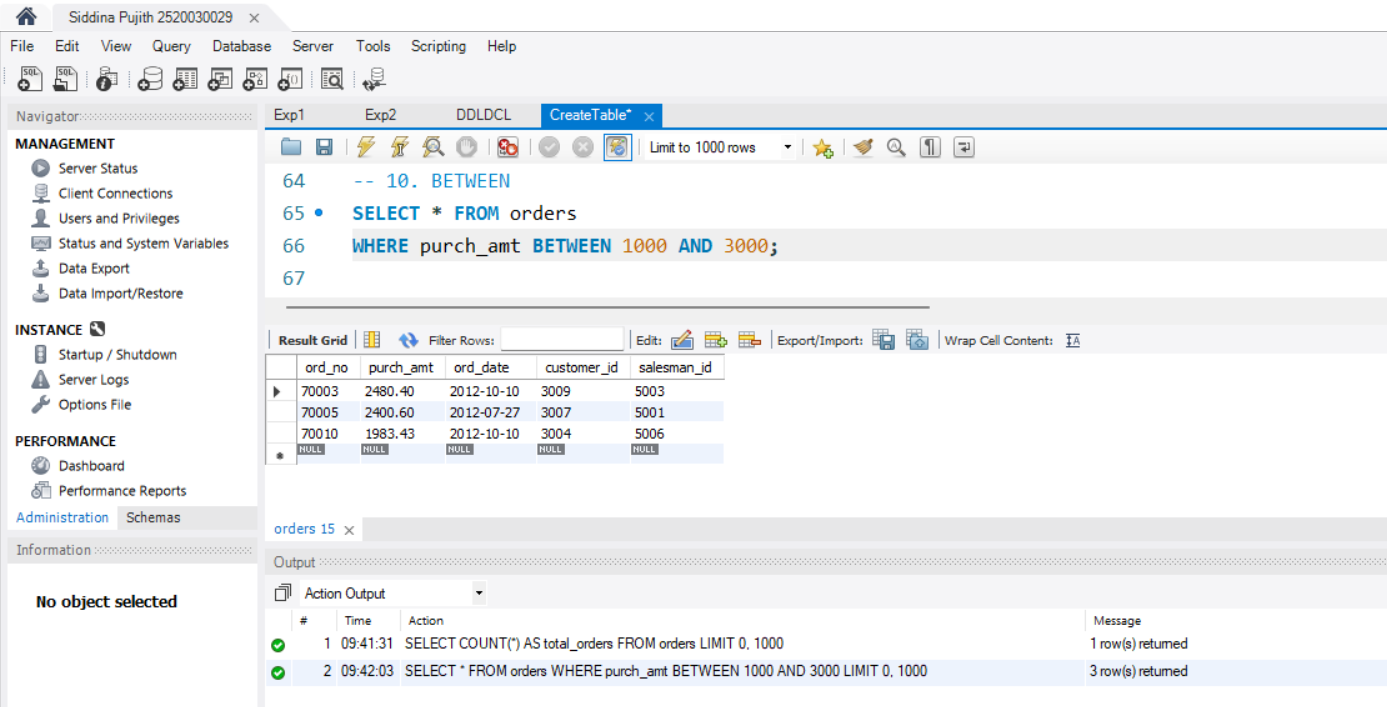 Siddina Pujith 2520030029 ×
File Edit View Query Database Server Tools Scripting Help
SQL SQL
Navigator
Exp1 Exp2 DDLDCL CreateTable* ×
MANAGEMENT
Server Status
Client Connections
Users and Privileges
Status and System Variables
Data Export
Data Import/Restore
INSTANCE
Startup / Shutdown
Server Logs
Options File
PERFORMANCE
Dashboard
Performance Reports
Administration Schemas
Information
No object selected
Limit to 1000 rows
64 -- 10. BETWEEN
65 SELECT * FROM orders
66 WHERE purch_amt BETWEEN 1000 AND 3000;
67
Result Grid Filter Rows: Edit: Export/Import: Wrap Cell Content: IA
ord_no purch_amt ord_date customer_id salesman_id
70003 2480.40 2012-10-10 3009 5003
70005 2400.60 2012-07-27 3007 5001
70010 1983.43 2012-10-10 3004 5006
NULL NULL NULL NULL NULL
orders 15 ×
Output
Action Output
# Time Action Message
1 09:41:31 SELECT COUNT(*) AS total_orders FROM orders LIMIT 0, 1000 1 row(s) returned
2 09:42:03 SELECT * FROM orders WHERE purch_amt BETWEEN 1000 AND 3000 LIMIT 0, 1000 3 row(s) returned